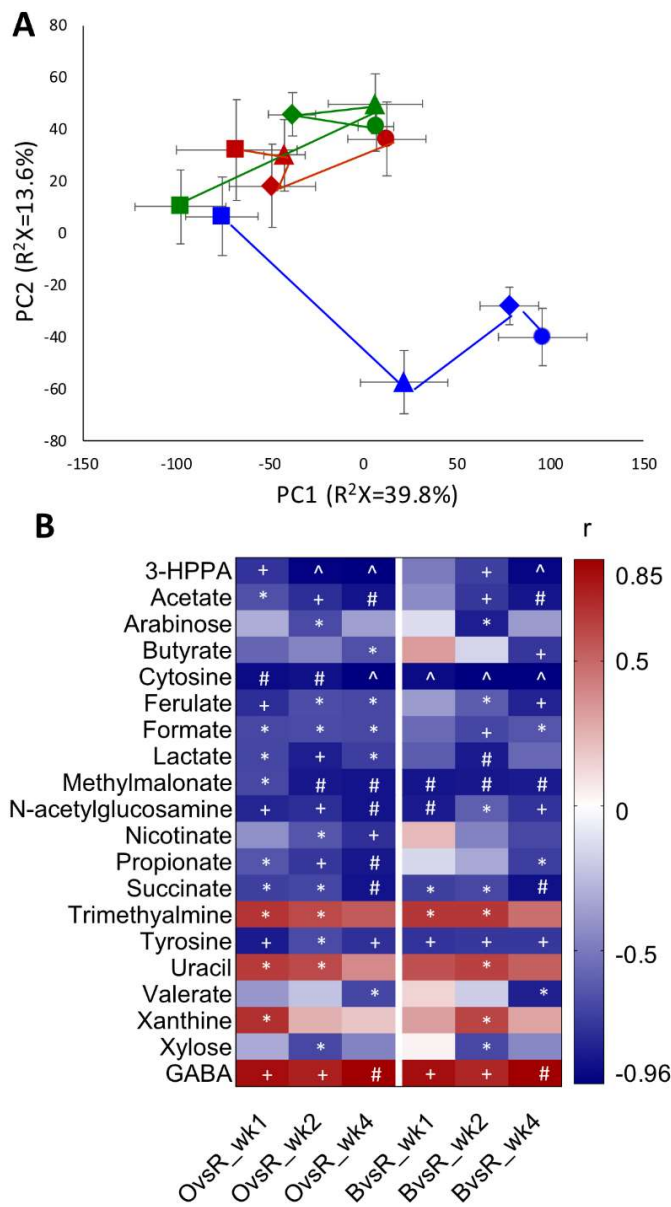 A
80
60
40
20
0
-20
-40
-60
-80
PC2 (R²X=13.6%)
-150 -100 -50 0 50 100 150
PC1 (R²X=39.8%)
B
r
3-HPPA + ^ ^ + ^
Acetate * + # + #
Arabinose * *
Butyrate * +
Cytosine # # ^ ^ ^ ^
Ferulate + * * * +
Formate * * * + *
Lactate * + * #
Methylmalonate * # # # # #
N-acetylglucosamine + + # # * +
Nicotinate * +
Propionate * + # *
Succinate * * # * * #
Trimethyalmine * * * *
Tyrosine + * + + + +
Uracil * * *
Valerate * *
Xanthine * *
Xylose * *
GABA + + # + + #
0.85
0.5
0
-0.5
-0.96
OvsR_wk1 OvsR_wk2 OvsR_wk4 BvsR_wk1 BvsR_wk2 BvsR_wk4